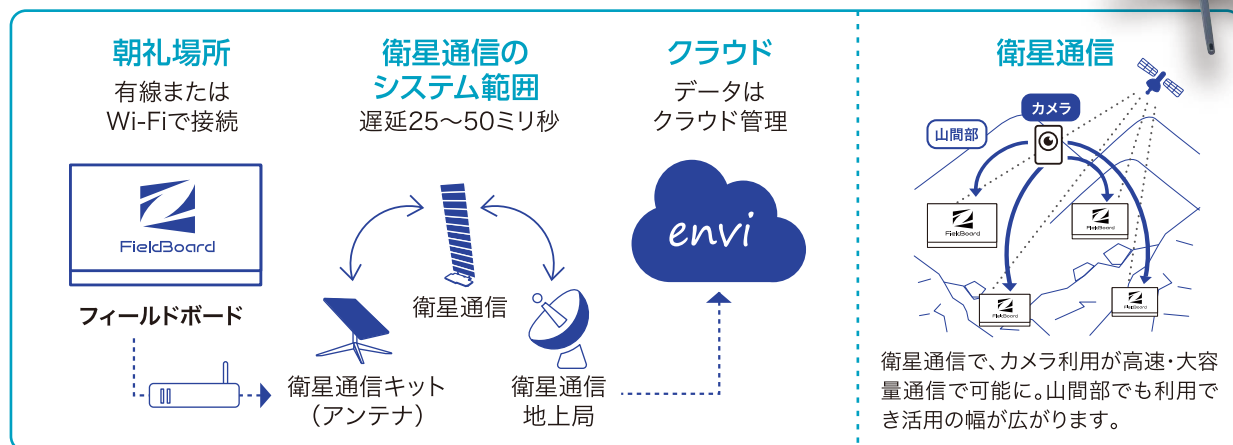 朝礼場所
有線または
Wi-Fiで接続
FieldBoard
フィールドボード
衛星通信の
システム範囲
遅延25〜50ミリ秒
衛星通信
衛星通信キット
（アンテナ）
衛星通信
地上局
クラウド
データは
クラウド管理
envi
衛星通信
カメラ
山間部
FieldBoard
FieldBoard
FieldBoard
FieldBoard
衛星通信で、カメラ利用が高速・大容
量通信で可能に。山間部でも利用で
き活用の幅が広がります。